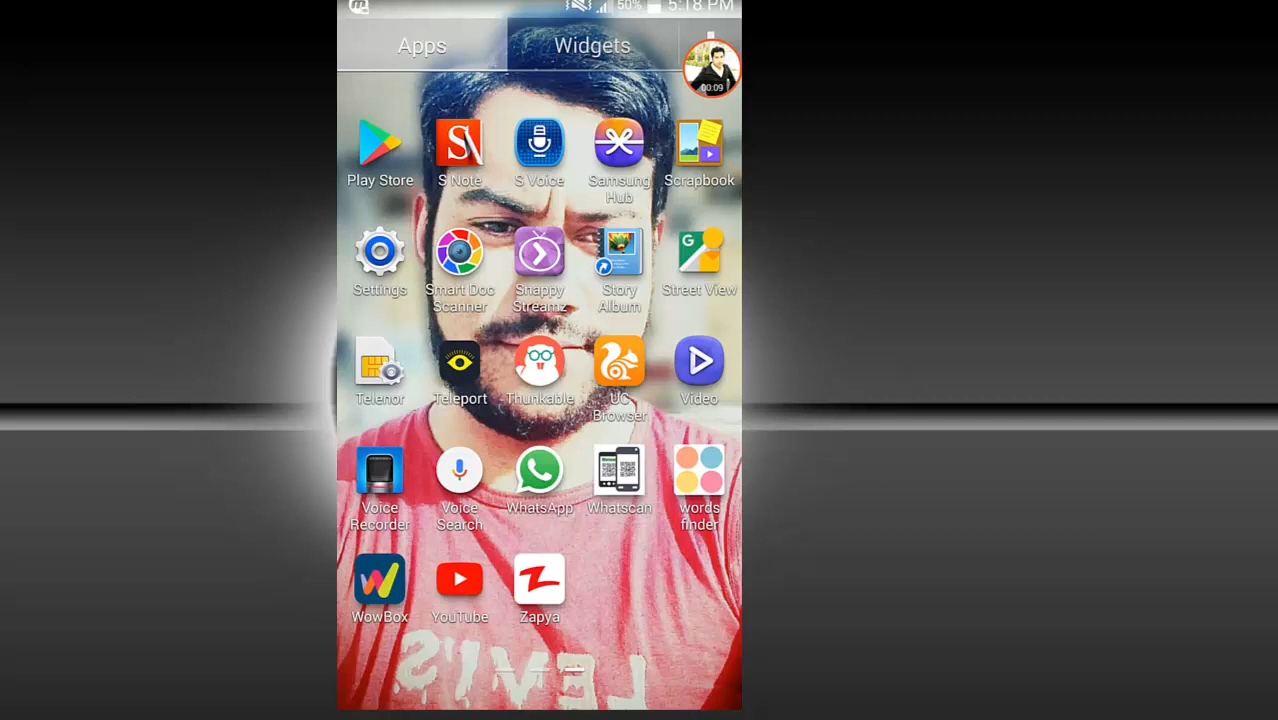 50% 5:18 PM
Apps Widgets
00:09
Play Store S Note S Voice Samsung Hub Scrapbook
Settings Smart Doc Scanner Snappy Streamz Story Album Street View
Telenor Teleport Thunkable UC Browser Video
Voice Recorder Voice Search WhatsApp Whatscan words finder
WowBox YouTube Zapya
LEVI'S